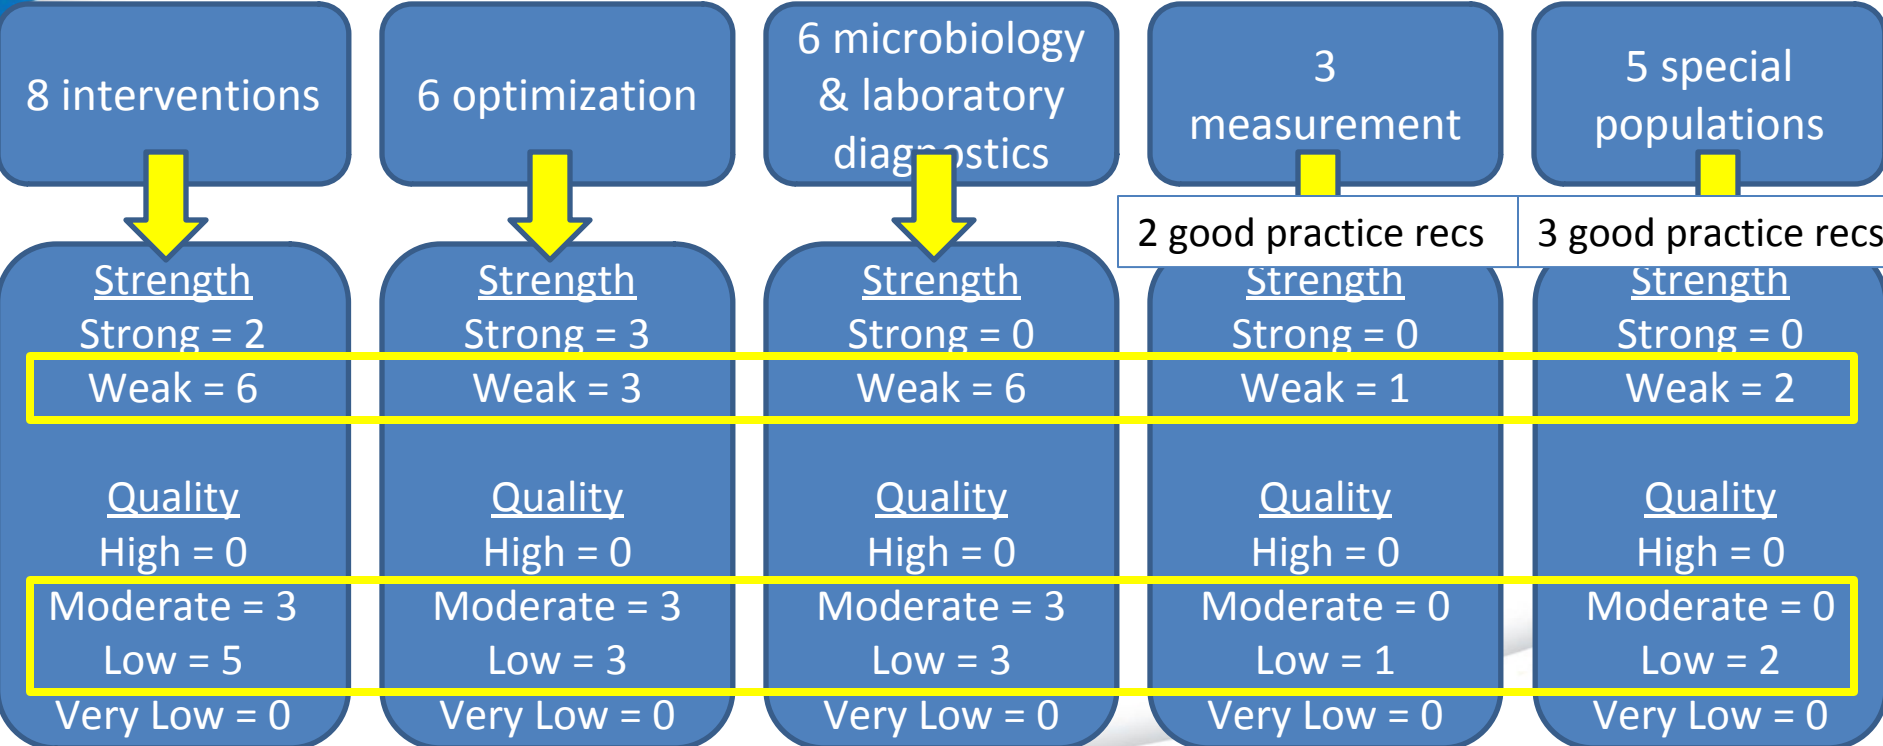 8 interventions
6 optimization
6 microbiology
& laboratory
diagnostics
3
measurement
5 special
populations
2 good practice recs
3 good practice recs
Strength
Strong = 2
Weak = 6
Quality
High = 0
Moderate = 3
Low = 5
Very Low = 0
Strength
Strong = 3
Weak = 3
Quality
High = 0
Moderate = 3
Low = 3
Very Low = 0
Strength
Strong = 0
Weak = 6
Quality
High = 0
Moderate = 3
Low = 3
Very Low = 0
Strength
Strong = 0
Weak = 1
Quality
High = 0
Moderate = 0
Low = 1
Very Low = 0
Strength
Strong = 0
Weak = 2
Quality
High = 0
Moderate = 0
Low = 2
Very Low = 0